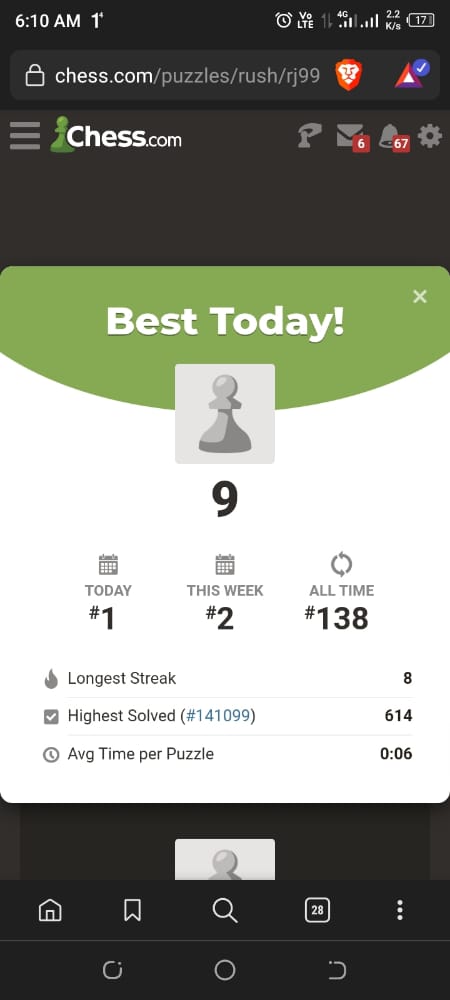 6:10 AM
Vo LTE 4G 2.2 K/s 17
chess.com/puzzles/rush/rj99
Chess.com
6 67
Best Today!
9
TODAY THIS WEEK ALL TIME
#1 #2 #138
Longest Streak 8
Highest Solved (#141099) 614
Avg Time per Puzzle 0:06
28